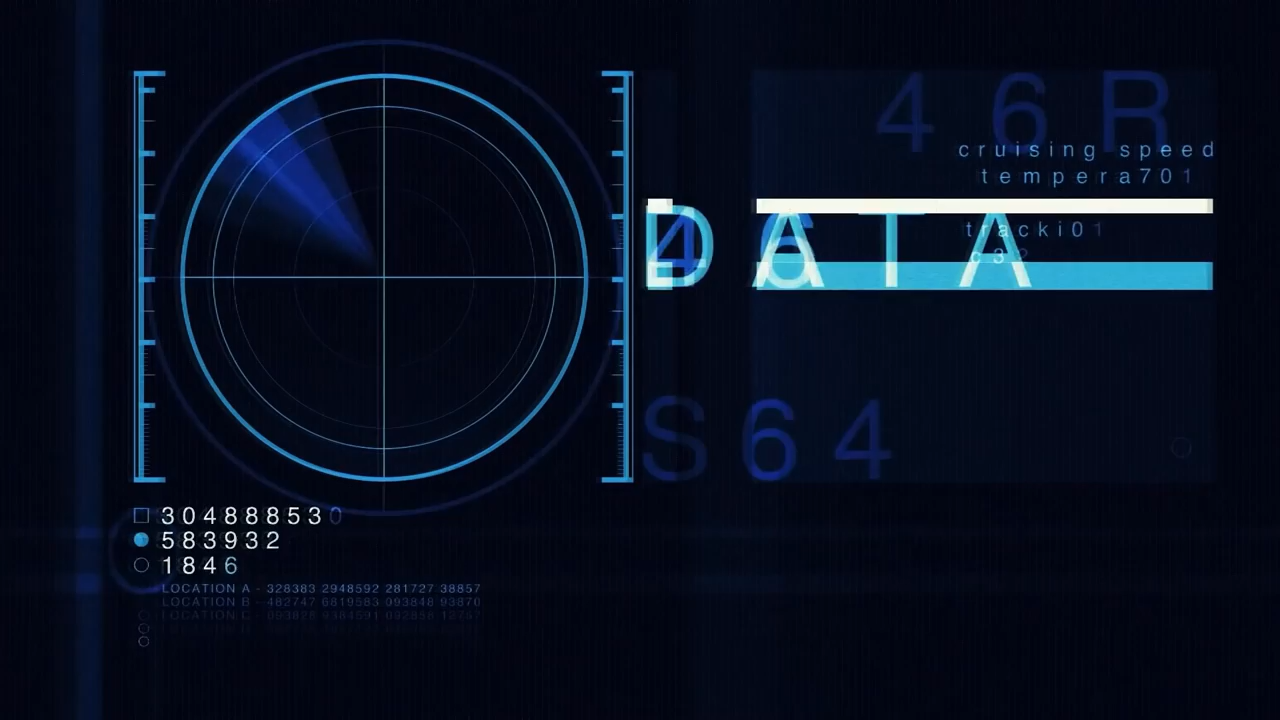 46R
cruising speed
tempera701
tracki01
DATA
46
S64
304888530
583932
1846
LOCATION A - 328383 2948592 281727 38857
LOCATION B - 482747 6819583 093848 93870